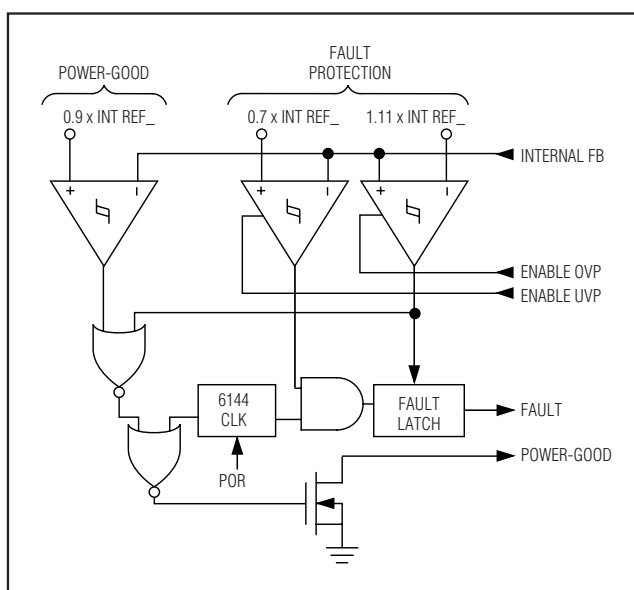 FAULT
PROTECTION
POWER-GOOD
0.9 x INT REF_
0.7 x INT REF_
1.11 x INT REF_
INTERNAL FB
+
−
+
−
+
−
ENABLE OVP
ENABLE UVP
6144
CLK
FAULT
LATCH
FAULT
POWER-GOOD
POR